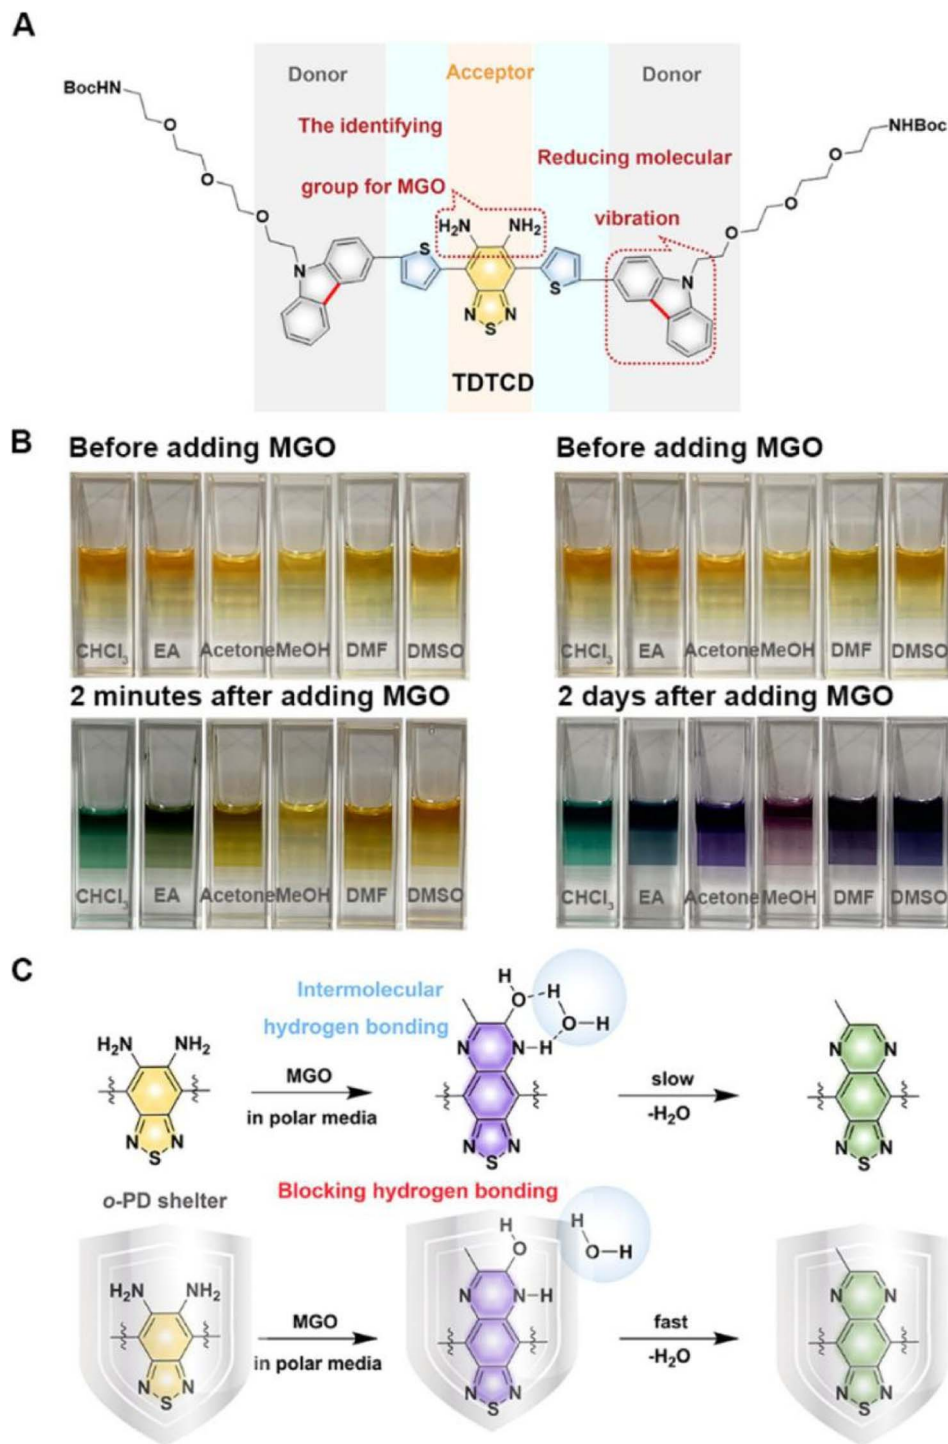 A
Donor
Acceptor
Donor
BocHN
NHBoc
The identifying
Reducing molecular
group for MGO
vibration
O
O
O
O
O
O
H₂N
NH₂
S
N
N
S
N
N
S
TDTCD
B
Before adding MGO
Before adding MGO
CHCl₃
EA
Acetone
MeOH
DMF
DMSO
CHCl₃
EA
Acetone
MeOH
DMF
DMSO
2 minutes after adding MGO
2 days after adding MGO
CHCl₃
EA
Acetone
MeOH
DMF
DMSO
CHCl₃
EA
Acetone
MeOH
DMF
DMSO
C
Intermolecular
hydrogen bonding
H₂N
NH₂
N
N
S
MGO
in polar media
H
O
H
O
H
N
N
H
N
N
S
slow
-H₂O
N
N
N
N
S
o-PD shelter
Blocking hydrogen bonding
H₂N
NH₂
N
N
S
MGO
in polar media
H
O
H
O
H
N
N
H
N
N
S
fast
-H₂O
N
N
N
N
S